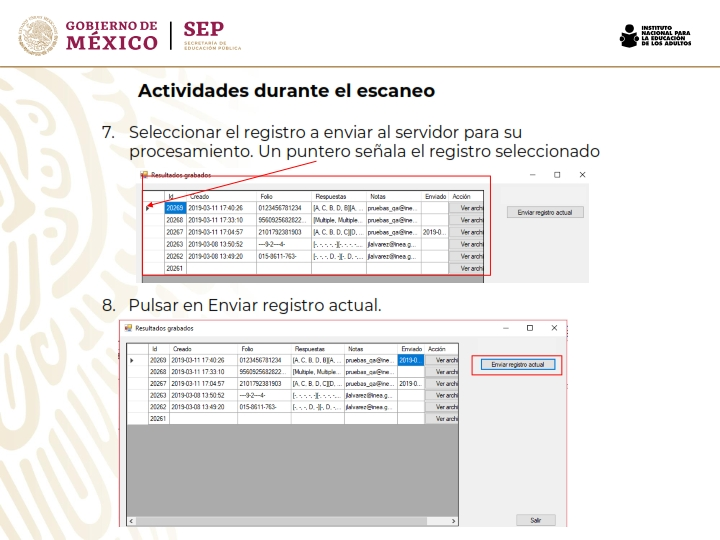 GOBIERNO DE
MÉXICO
SEP
SECRETARÍA DE
EDUCACIÓN PÚBLICA
INSTITUTO
NACIONAL PARA
LA EDUCACIÓN
DE LOS ADULTOS
Actividades durante el escaneo
7. Seleccionar el registro a enviar al servidor para su
procesamiento. Un puntero señala el registro seleccionado
Resultados grabados
Id Creado Folio Respuestas Notas Enviado Acción
20269 2019-03-11 17:40:26 0123456781234 [A, C, B, D, B][A, ... pruebas_qa@ine... Ver archi
20268 2019-03-11 17:33:10 9560925682822... [Multiple, Multiple... pruebas_qa@ine... Ver archi
20267 2019-03-11 17:04:57 2101792381903 [A, C, B, D, C][D, ... pruebas_qa@ine... 2019-0... Ver archi
20263 2019-03-08 13:50:52 ---9-2---4- [-, -, -, -, -][-, -, -, -,... jlalvarez@inea.g... Ver archi
20262 2019-03-08 13:49:20 015-8611-763- [-, -, -, D, -][-, D, -,... jlalvarez@inea.g... Ver archi
20261 Ver archi
Enviar registro actual
8. Pulsar en Enviar registro actual.
Resultados grabados
Id Creado Folio Respuestas Notas Enviado Acción
20269 2019-03-11 17:40:26 0123456781234 [A, C, B, D, B][A, ... pruebas_qa@ine... 2019-0... Ver archi
20268 2019-03-11 17:33:10 9560925682822... [Multiple, Multiple... pruebas_qa@ine... Ver archi
20267 2019-03-11 17:04:57 2101792381903 [A, C, B, D, C][D, ... pruebas_qa@ine... 2019-0... Ver archi
20263 2019-03-08 13:50:52 ---9-2---4- [-, -, -, -, -][-, -, -, -,... jlalvarez@inea.g... Ver archi
20262 2019-03-08 13:49:20 015-8611-763- [-, -, -, D, -][-, D, -,... jlalvarez@inea.g... Ver archi
20261 Ver archi
Enviar registro actual
Salir